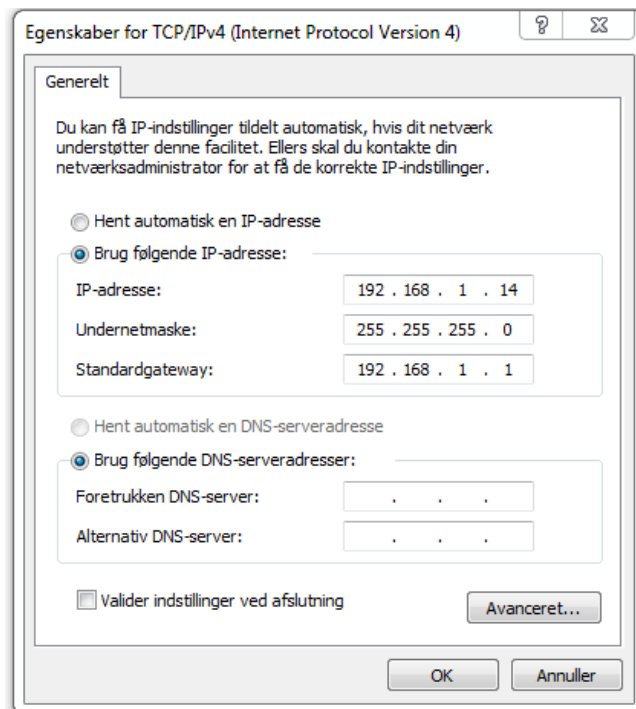 Egenskaber for TCP/IPv4 (Internet Protocol Version 4)
Generelt
Du kan få IP-indstillinger tildelt automatisk, hvis dit netværk
understøtter denne facilitet. Ellers skal du kontakte din
netværksadministrator for at få de korrekte IP-indstillinger.
Hent automatisk en IP-adresse
Brug følgende IP-adresse:
IP-adresse: 192 . 168 . 1 . 14
Undernetmaske: 255 . 255 . 255 . 0
Standardgateway: 192 . 168 . 1 . 1
Hent automatisk en DNS-serveradresse
Brug følgende DNS-serveradresser:
Foretrukken DNS-server: . . .
Alternativ DNS-server: . . .
Valider indstillinger ved afslutning
Avanceret...
OK Annuller